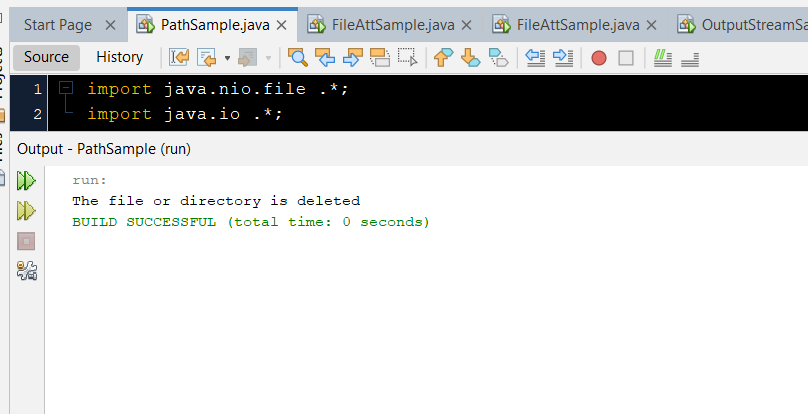 Start Page PathSample.java FileAttSample.java FileAttSample.java OutputStreamSa
Source History
1 import java.nio.file .*;
2 import java.io .*;
Output - PathSample (run)
run:
The file or directory is deleted
BUILD SUCCESSFUL (total time: 0 seconds)